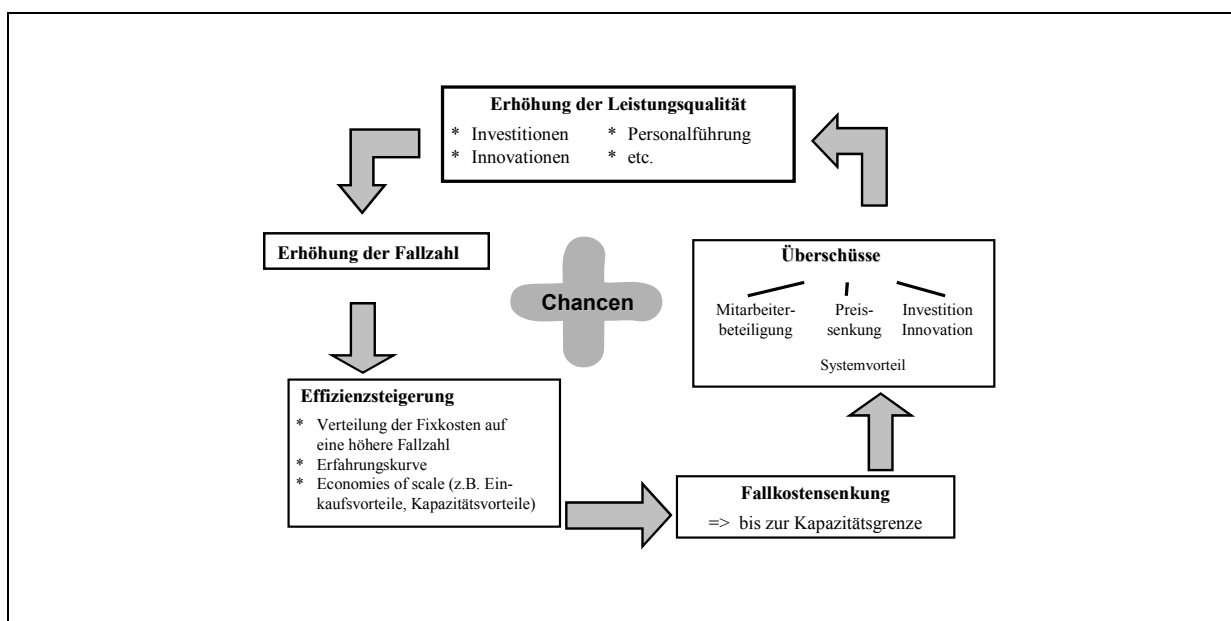 Erhöhung der Leistungsqualität
* Investitionen * Personalführung
* Innovationen * etc.
Erhöhung der Fallzahl
Chancen
Überschüsse
Mitarbeiter-
beteiligung
Preis-
senkung
Investition
Innovation
Systemvorteil
Effizienzsteigerung
* Verteilung der Fixkosten auf
eine höhere Fallzahl
* Erfahrungskurve
* Economies of scale (z.B. Ein-
kaufsvorteile, Kapazitätsvorteile)
Fallkostensenkung
=> bis zur Kapazitätsgrenze